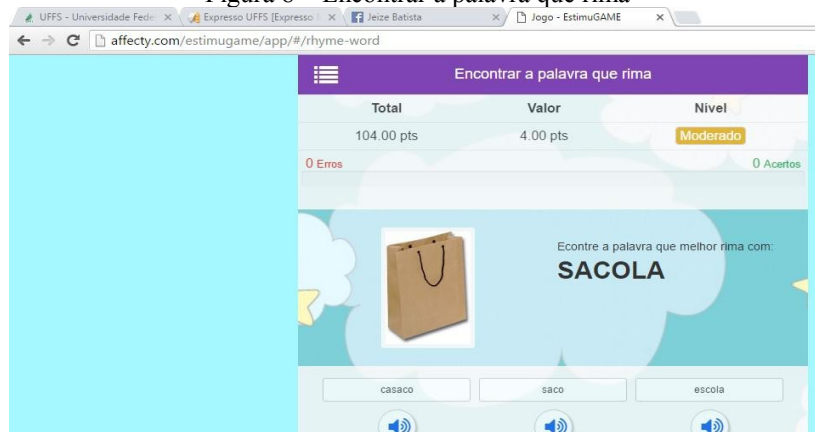 Figura 8 – Encontrar a palavra que rima
UFFS - Universidade Fede
Expresso UFFS [Expresso
Jeize Batista
Jogo - EstimuGAME
affecty.com/estimugame/app/#/rhyme-word
Encontrar a palavra que rima
Total Valor Nível
104.00 pts 4.00 pts Moderado
0 Erros 0 Acertos
Econtre a palavra que melhor rima com:
SACOLA
casaco saco escola